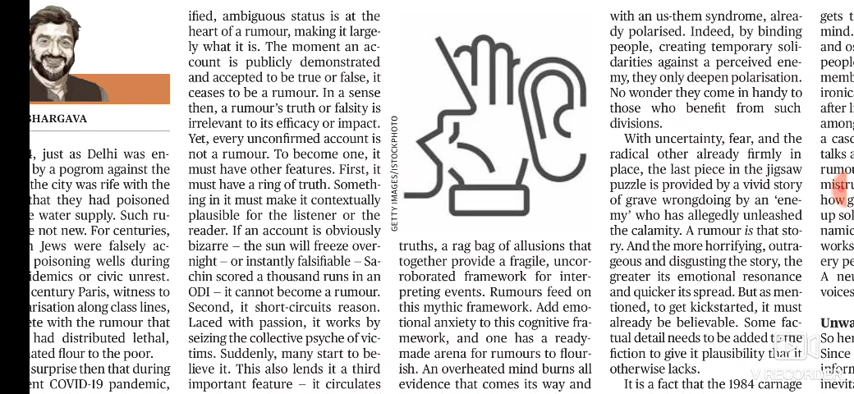 BHARGAVA
4, just as Delhi was en-
by a pogrom against the
the city was rife with the
that they had poisoned
e water supply. Such ru-
e not new. For centuries,
n Jews were falsely ac-
poisoning wells during
idemics or civic unrest.
century Paris, witness to
arisation along class lines,
ete with the rumour that
had distributed lethal,
ated flour to the poor.
surprise then that during
ent COVID-19 pandemic,
ified, ambiguous status is at the
heart of a rumour, making it large-
ly what it is. The moment an ac-
count is publicly demonstrated
and accepted to be true or false, it
ceases to be a rumour. In a sense
then, a rumour's truth or falsity is
irrelevant to its efficacy or impact.
Yet, every unconfirmed account is
not a rumour. To become one, it
must have other features. First, it
must have a ring of truth. Someth-
ing in it must make it contextually
plausible for the listener or the
reader. If an account is obviously
bizarre – the sun will freeze over-
night – or instantly falsifiable – Sa-
chin scored a thousand runs in an
ODI – it cannot become a rumour.
Second, it short-circuits reason.
Laced with passion, it works by
seizing the collective psyche of vic-
tims. Suddenly, many start to be-
lieve it. This also lends it a third
important feature – it circulates
GETTY IMAGES/ISTOCKPHOTO
truths, a rag bag of allusions that
together provide a fragile, uncor-
roborated framework for inter-
preting events. Rumours feed on
this mythic framework. Add emo-
tional anxiety to this cognitive fra-
mework, and one has a ready-
made arena for rumours to flour-
ish. An overheated mind burns all
evidence that comes its way and
with an us-them syndrome, alrea-
dy polarised. Indeed, by binding
people, creating temporary soli-
darities against a perceived ene-
my, they only deepen polarisation.
No wonder they come in handy to
those who benefit from such
divisions.
With uncertainty, fear, and the
radical other already firmly in
place, the last piece in the jigsaw
puzzle is provided by a vivid story
of grave wrongdoing by an ‘ene-
my’ who has allegedly unleashed
the calamity. A rumour is that sto-
ry. And the more horrifying, outra-
geous and disgusting the story, the
greater its emotional resonance
and quicker its spread. But as men-
tioned, to get kickstarted, it must
already be believable. Some fac-
tual detail needs to be added to
fiction to give it plausibility that it
otherwise lacks.
It is a fact that the 1984 carnage
gets t
mind.
and o
people
memb
ironic
after l
among
a casc
talks a
rumo
mistru
how g
up sol
namic
works
ery pe
A neu
voices
Unwa
So her
Since
inform
inevita
V RECORDER